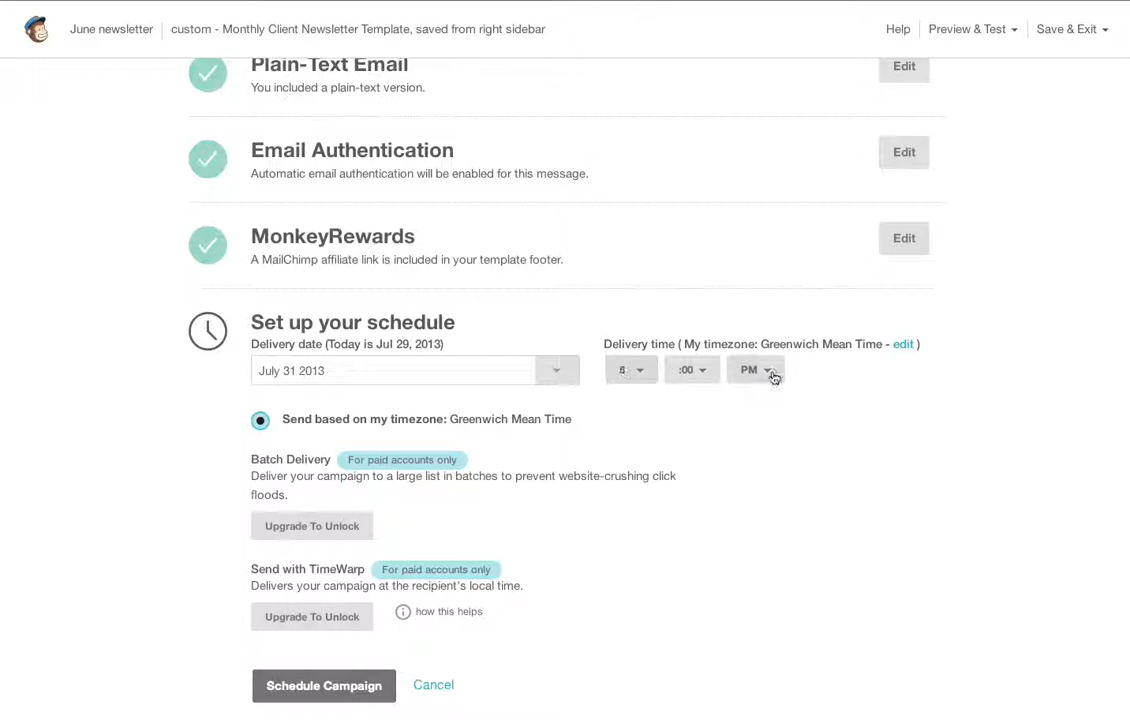 June newsletter
custom - Monthly Client Newsletter Template, saved from right sidebar
Help
Preview & Test
Save & Exit
Plain-Text Email
Edit
You included a plain-text version.
Email Authentication
Edit
Automatic email authentication will be enabled for this message.
MonkeyRewards
Edit
A MailChimp affiliate link is included in your template footer.
Set up your schedule
Delivery date (Today is Jul 29, 2013)
Delivery time ( My timezone: Greenwich Mean Time - edit )
July 31 2013
:00
PM
Send based on my timezone: Greenwich Mean Time
Batch Delivery
For paid accounts only
Deliver your campaign to a large list in batches to prevent website-crushing click
floods.
Upgrade To Unlock
Send with TimeWarp
For paid accounts only
Delivers your campaign at the recipient's local time.
Upgrade To Unlock
how this helps
Schedule Campaign
Cancel